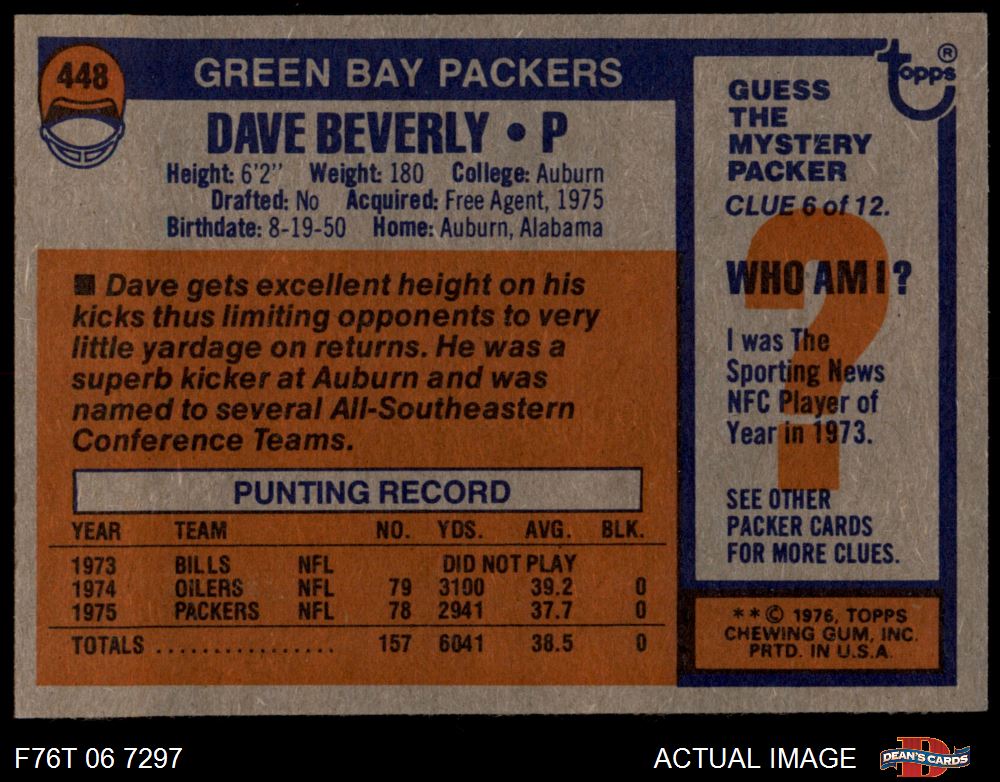 448
GREEN BAY PACKERS
DAVE BEVERLY • P
Height: 6'2" Weight: 180 College: Auburn
Drafted: No Acquired: Free Agent, 1975
Birthdate: 8-19-50 Home: Auburn, Alabama
■ Dave gets excellent height on his
kicks thus limiting opponents to very
little yardage on returns. He was a
superb kicker at Auburn and was
named to several All-Southeastern
Conference Teams.
PUNTING RECORD
YEAR TEAM NO. YDS. AVG. BLK.
1973 BILLS NFL DID NOT PLAY
1974 OILERS NFL 79 3100 39.2 0
1975 PACKERS NFL 78 2941 37.7 0
TOTALS ................ 157 6041 38.5 0
topps ®
GUESS
THE
MYSTERY
PACKER
CLUE 6 of 12.
?
WHO AM I?
I was The
Sporting News
NFC Player of
Year in 1973.
SEE OTHER
PACKER CARDS
FOR MORE CLUES.
**© 1976, TOPPS
CHEWING GUM, INC.
PRTD. IN U.S.A.
F76T 06 7297
ACTUAL IMAGE
D
DEAN'S CARDS